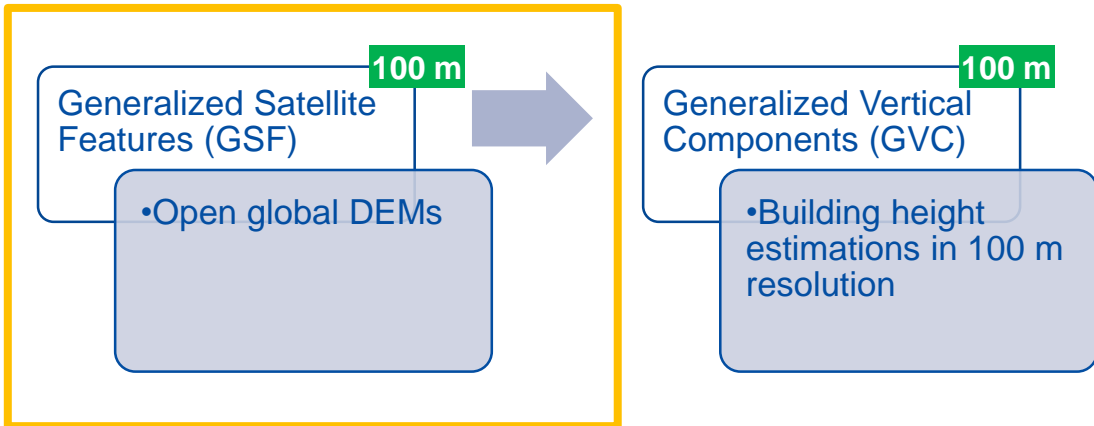 100 m
Generalized Satellite
Features (GSF)
•Open global DEMs
100 m
Generalized Vertical
Components (GVC)
•Building height
estimations in 100 m
resolution